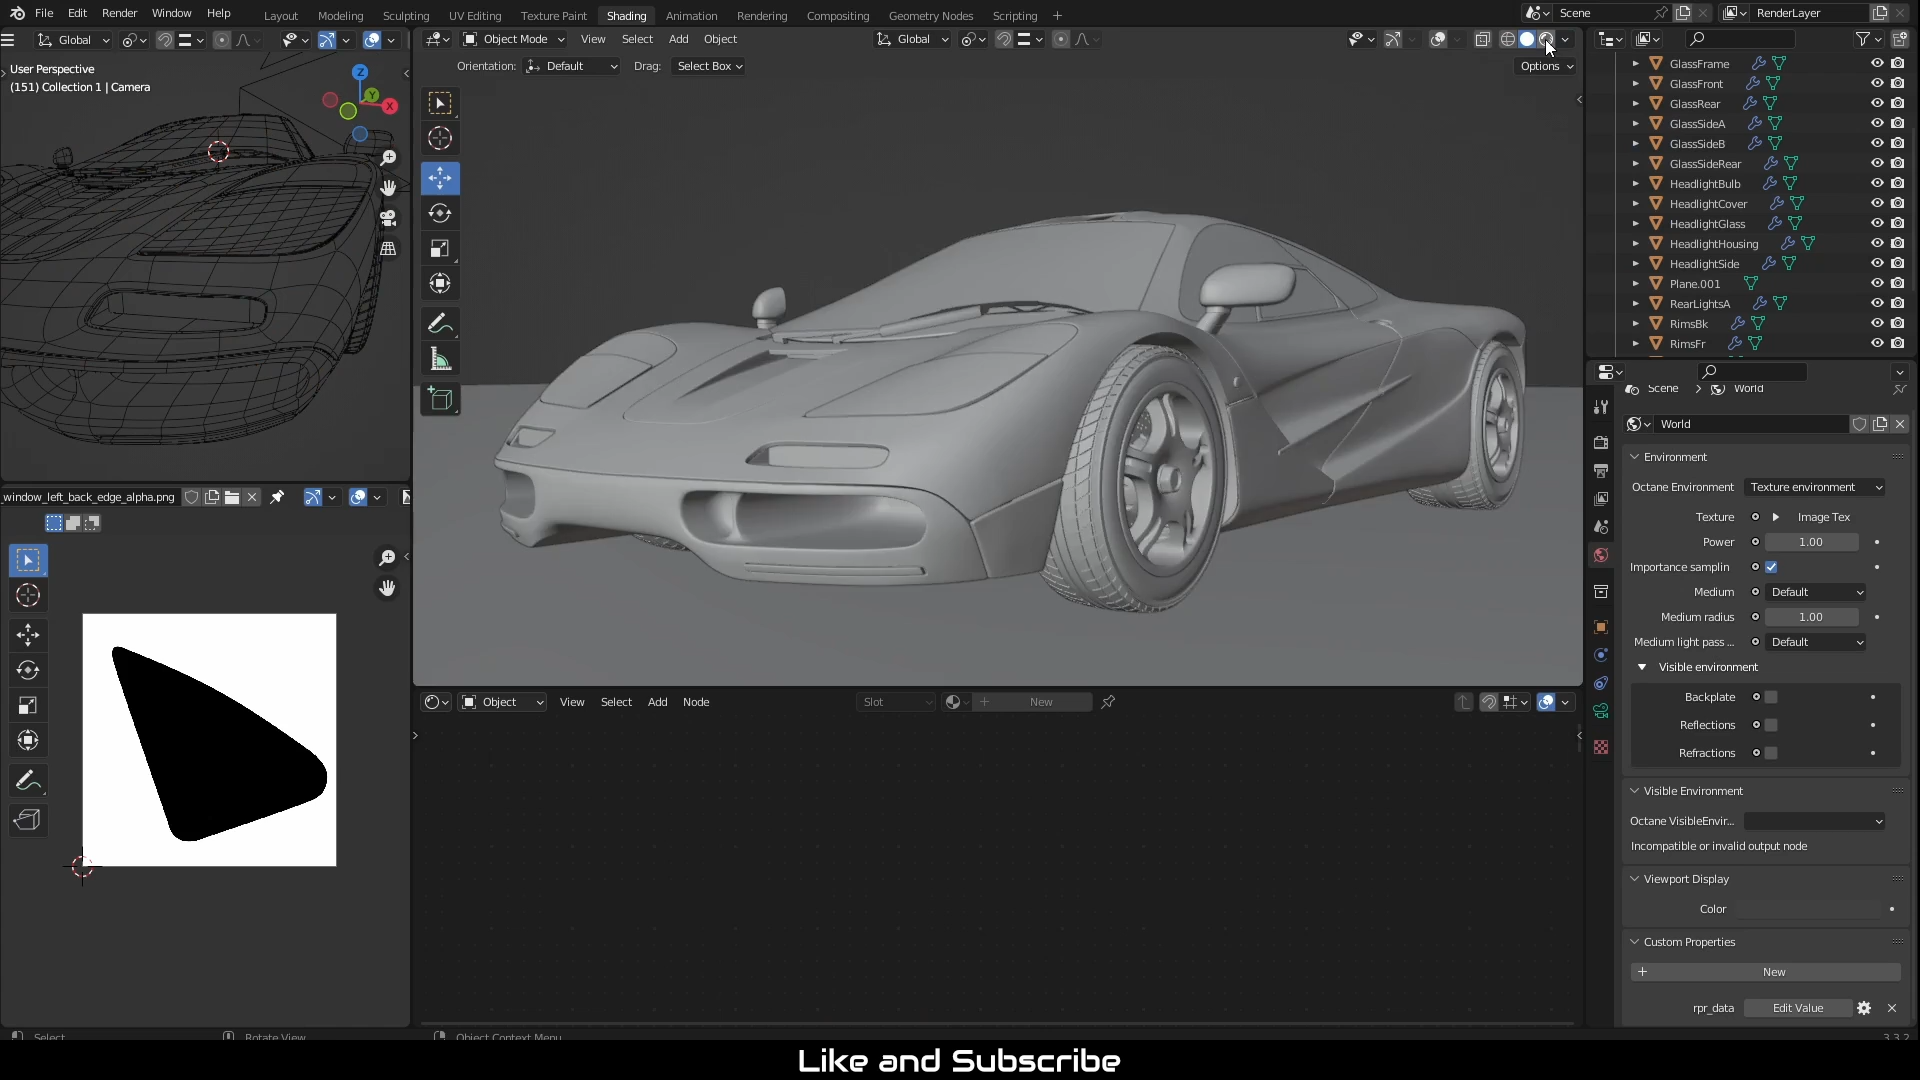 File Edit Render Window Help
Layout Modeling Sculpting UV Editing Texture Paint Shading Animation Rendering Compositing Geometry Nodes Scripting +
Scene RenderLayer
Global
Object Mode View Select Add Object Global
Orientation: Default Drag: Select Box Options
User Perspective
(151) Collection 1 | Camera
Z
Y
X
GlassFrame
GlassFront
GlassRear
GlassSideA
GlassSideB
GlassSideRear
HeadlightBulb
HeadlightCover
HeadlightGlass
HeadlightHousing
HeadlightSide
Plane.001
RearLightsA
RimsBk
RimsFr
Scene > World
World
Environment
Octane Environment Texture environment
Texture Image Tex
Power 1.00
Importance samplin
Medium Default
Medium radius 1.00
Medium light pass ... Default
Visible environment
Backplate
Reflections
Refractions
Visible Environment
Octane VisibleEnvir...
Incompatible or invalid output node
Viewport Display
Color
Custom Properties
+ New
rpr_data Edit Value
_window_left_back_edge_alpha.png
Object View Select Add Node Slot + New
Select Rotate View Object Context Menu 3.3.2
Like and Subscribe